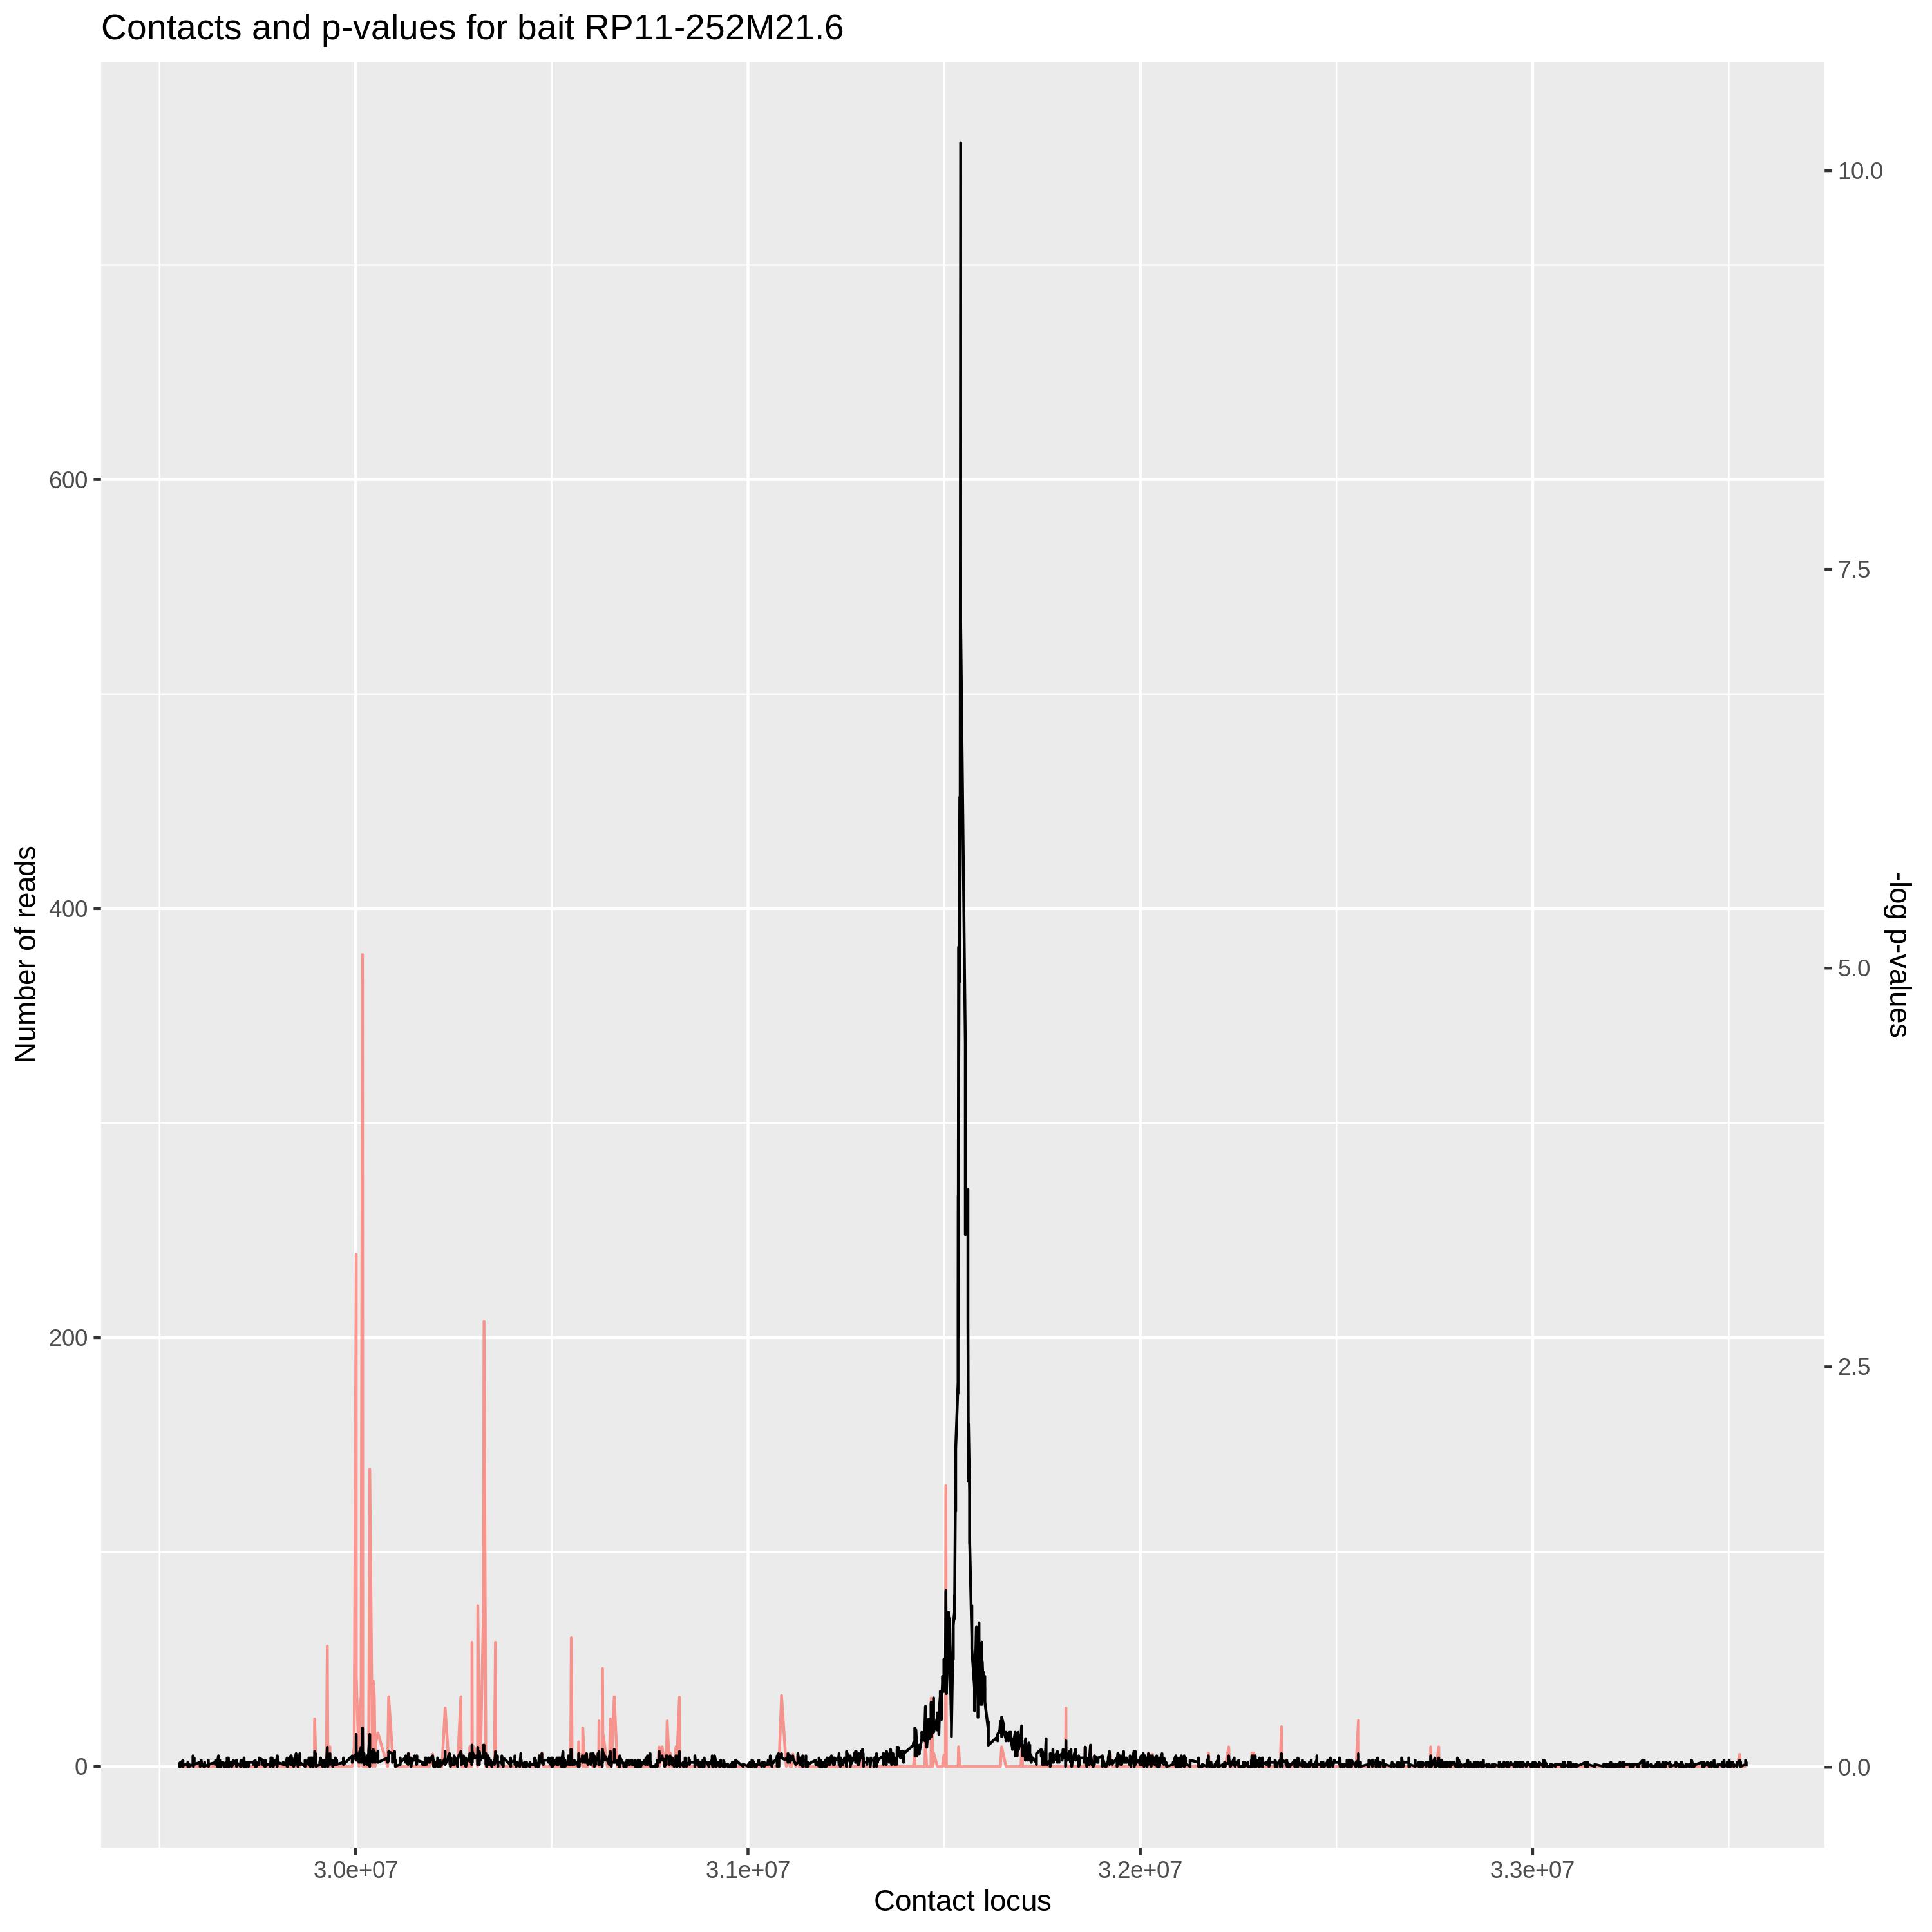 Contacts and p-values for bait RP11-252M21.6
Number of reads
600
400
200
0
10.0
7.5
5.0
2.5
0.0
-log p-values
3.0e+07 3.1e+07 3.2e+07 3.3e+07
Contact locus